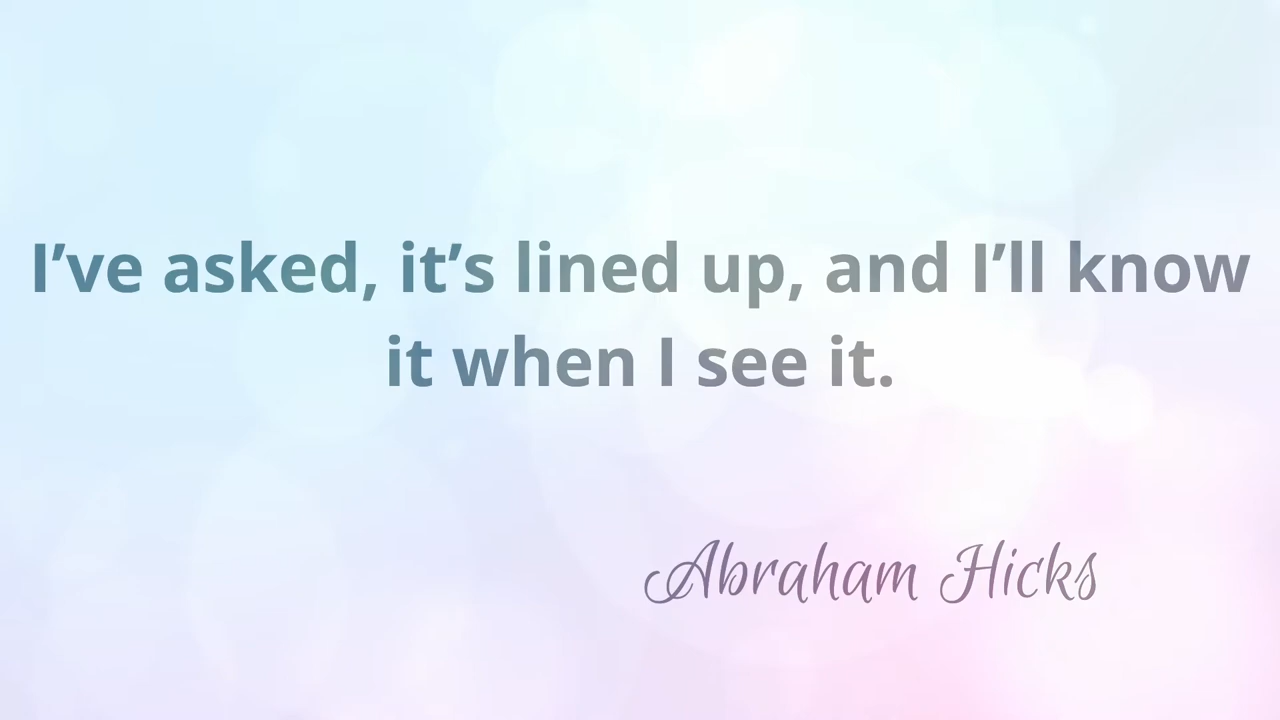 I’ve asked, it’s lined up, and I’ll know
it when I see it.
Abraham Hicks